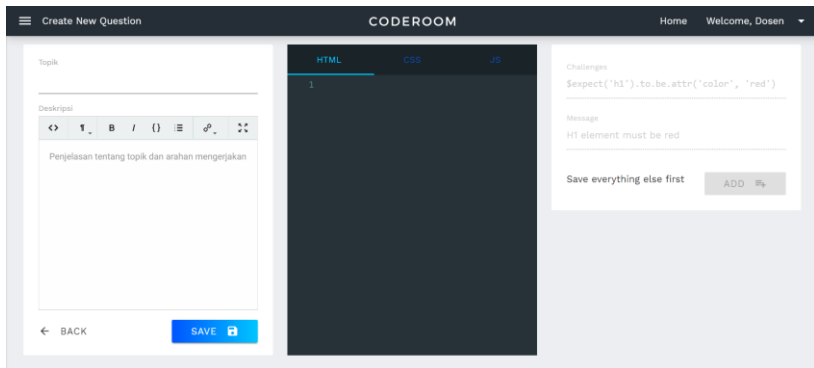 Create New Question
CODEROOM
Home
Welcome, Dosen
Topik
Deskripsi
B I {}
Penjelasan tentang topik dan arahan mengerjakan
BACK
SAVE
HTML
CSS
JS
1
Challenges
$expect('h1').to.be.attr('color', 'red')
Message
H1 element must be red
Save everything else first
ADD